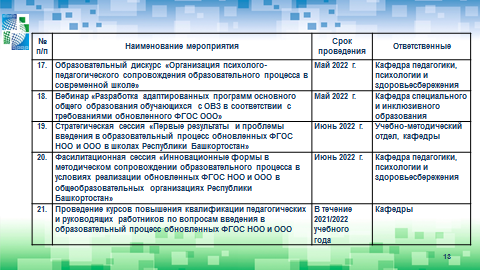 № п/п
Наименование мероприятия
Срок проведения
Ответственные
17.
Образовательный дискурс «Организация психолого-
педагогического сопровождения образовательного процесса в
современной школе»
Май 2022 г.
Кафедра педагогики,
психологии и
здоровьесбережения
18.
Вебинар «Разработка адаптированных программ основного
общего образования обучающихся с ОВЗ в соответствии с
требованиями обновленного ФГОС ООО»
Май 2022 г.
Кафедра специального
и инклюзивного
образования
19.
Стратегическая сессия «Первые результаты и проблемы
введения в образовательный процесс обновленных ФГОС
НОО и ООО в школах Республики Башкортостан»
Июнь 2022 г.
Учебно-методический
отдел, кафедры
20.
Фасилитационная сессия «Инновационные формы в
методическом сопровождении образовательного процесса в
условиях реализации обновленных ФГОС НОО и ООО в
общеобразовательных организациях Республики
Башкортостан»
Июнь 2022 г.
Кафедра педагогики,
психологии и
здоровьесбережения
21.
Проведение курсов повышения квалификации педагогических
и руководящих работников по вопросам введения в
образовательный процесс обновленных ФГОС НОО и ООО
В течение
2021/2022
учебного
года
Кафедры
18